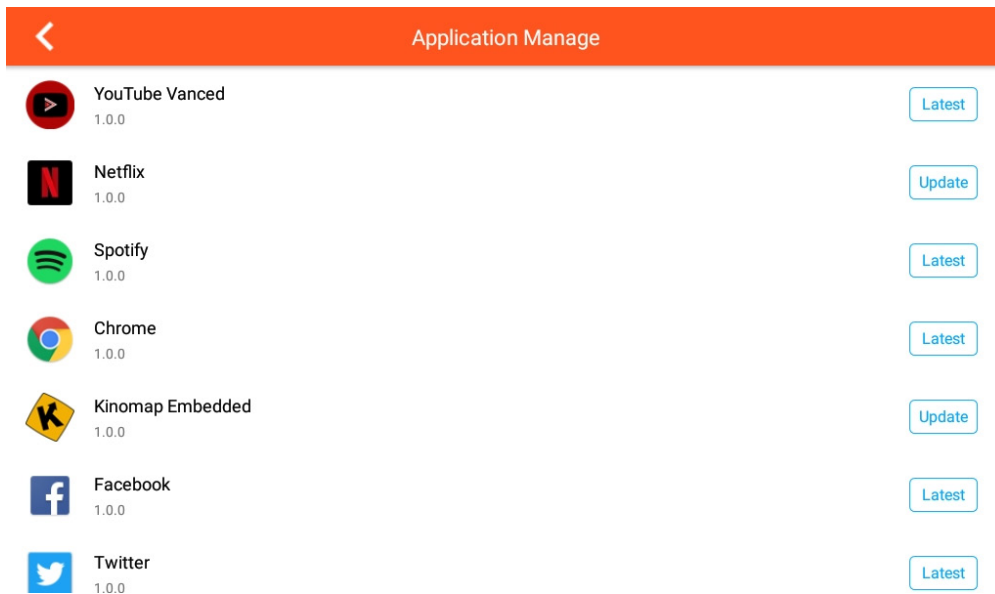 Application Manage
YouTube Vanced
1.0.0
Latest
Netflix
1.0.0
Update
Spotify
1.0.0
Latest
Chrome
1.0.0
Latest
Kinomap Embedded
1.0.0
Update
Facebook
1.0.0
Latest
Twitter
1.0.0
Latest